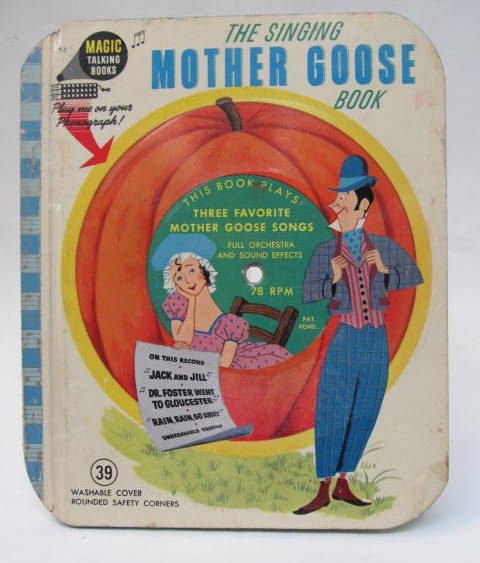 T-1
MAGIC
TALKING
BOOKS
Play me on your
Phonograph!
THE SINGING
MOTHER GOOSE
BOOK
THIS BOOK PLAYS:
THREE FAVORITE
MOTHER GOOSE SONGS
FULL ORCHESTRA
AND SOUND EFFECTS
78 RPM
PAT.
PEND.
ON THIS RECORD
JACK AND JILL
DR. FOSTER WENT
TO GLOUCESTER
RAIN, RAIN, GO AWAY
UNBREAKABLE RECORD
39
WASHABLE COVER
ROUNDED SAFETY CORNERS